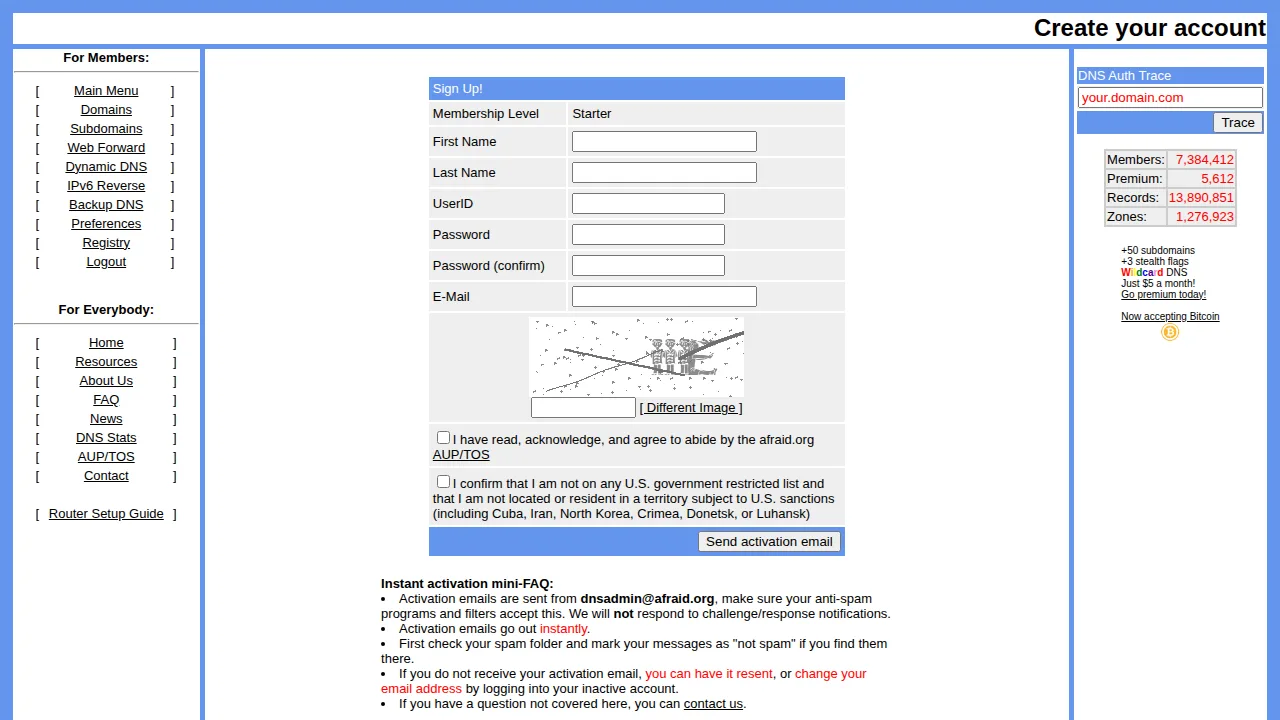 Create your account
For Members:
[ Main Menu ]
[ Domains ]
[ Subdomains ]
[ Web Forward ]
[ Dynamic DNS ]
[ IPv6 Reverse ]
[ Backup DNS ]
[ Preferences ]
[ Registry ]
[ Logout ]
For Everybody:
[ Home ]
[ Resources ]
[ About Us ]
[ FAQ ]
[ News ]
[ DNS Stats ]
[ AUP/TOS ]
[ Contact ]
[ Router Setup Guide ]
Sign Up!
Membership Level Starter
First Name
Last Name
UserID
Password
Password (confirm)
E-Mail
[ Different Image ]
I have read, acknowledge, and agree to abide by the afraid.org
AUP/TOS
I confirm that I am not on any U.S. government restricted list and
that I am not located or resident in a territory subject to U.S. sanctions
(including Cuba, Iran, North Korea, Crimea, Donetsk, or Luhansk)
Send activation email
Instant activation mini-FAQ:
• Activation emails are sent from dnsadmin@afraid.org, make sure your anti-spam
programs and filters accept this. We will not respond to challenge/response notifications.
• Activation emails go out instantly.
• First check your spam folder and mark your messages as "not spam" if you find them
there.
• If you do not receive your activation email, you can have it resent, or change your
email address by logging into your inactive account.
• If you have a question not covered here, you can contact us.
DNS Auth Trace
your.domain.com
Trace
Members: 7,384,412
Premium: 5,612
Records: 13,890,851
Zones: 1,276,923
+50 subdomains
+3 stealth flags
Wildcard DNS
Just $5 a month!
Go premium today!
Now accepting Bitcoin